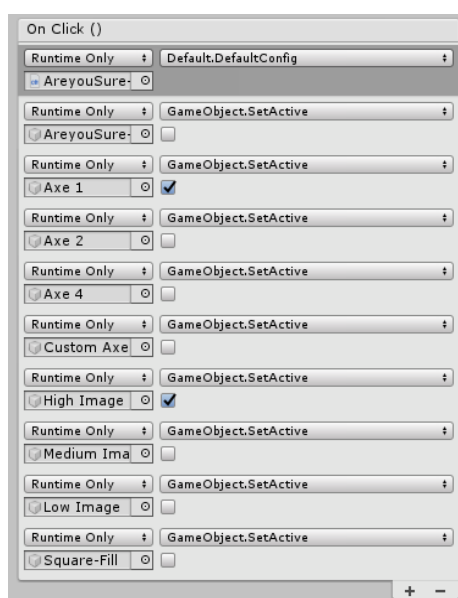 On Click ()
Runtime Only Default.DefaultConfig
AreyouSure-
Runtime Only GameObject.SetActive
AreyouSure-
Runtime Only GameObject.SetActive
Axe 1
Runtime Only GameObject.SetActive
Axe 2
Runtime Only GameObject.SetActive
Axe 4
Runtime Only GameObject.SetActive
Custom Axe
Runtime Only GameObject.SetActive
High Image
Runtime Only GameObject.SetActive
Medium Ima
Runtime Only GameObject.SetActive
Low Image
Runtime Only GameObject.SetActive
Square-Fill
+ −